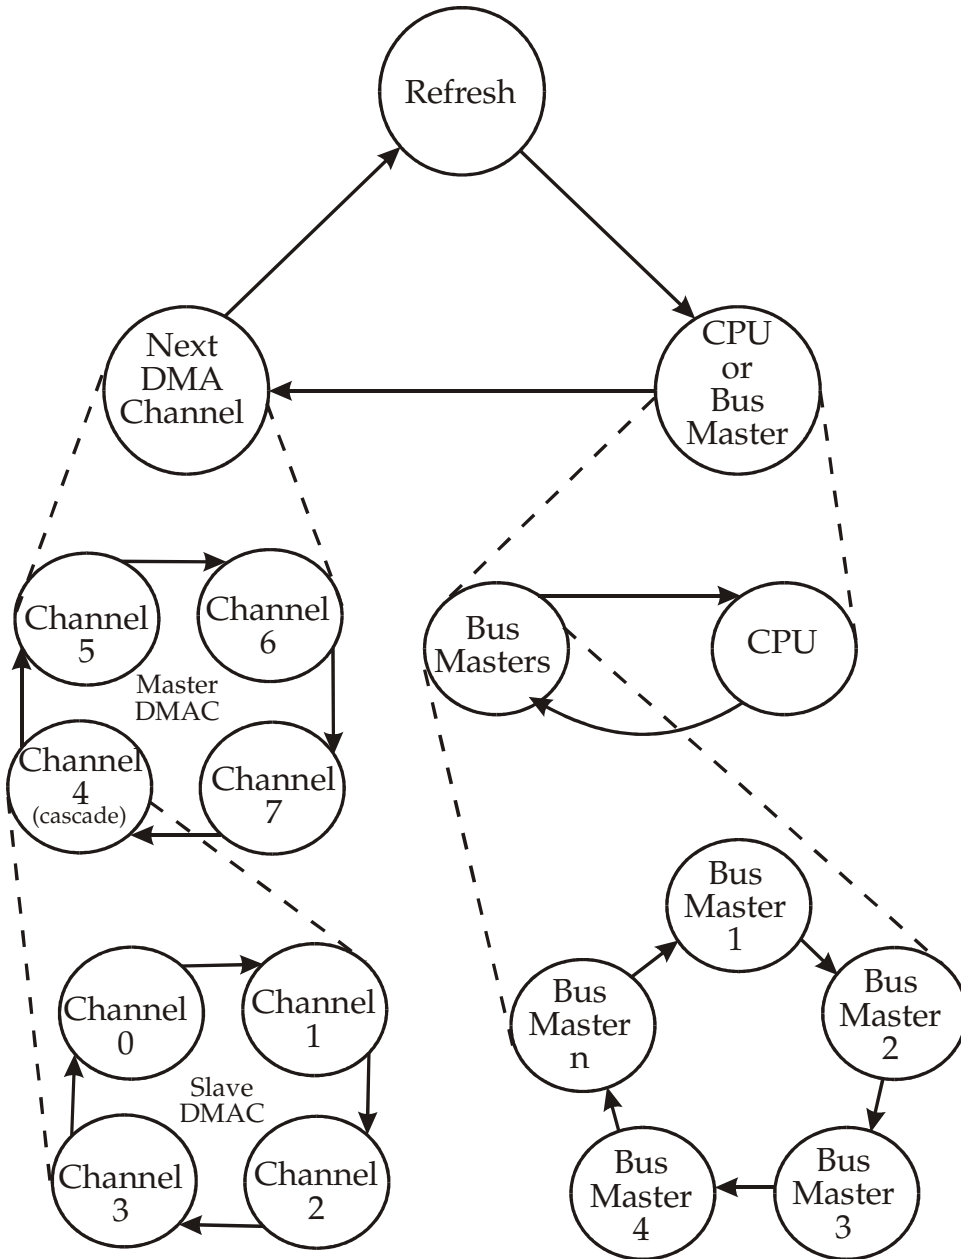 Refresh
Next
DMA
Channel
CPU
or
Bus
Master
Channel
5
Channel
6
Master
DMAC
Channel
4
(cascade)
Channel
7
Bus
Masters
CPU
Channel
0
Channel
1
Slave
DMAC
Channel
3
Channel
2
Bus
Master
1
Bus
Master
2
Bus
Master
3
Bus
Master
4
Bus
Master
n